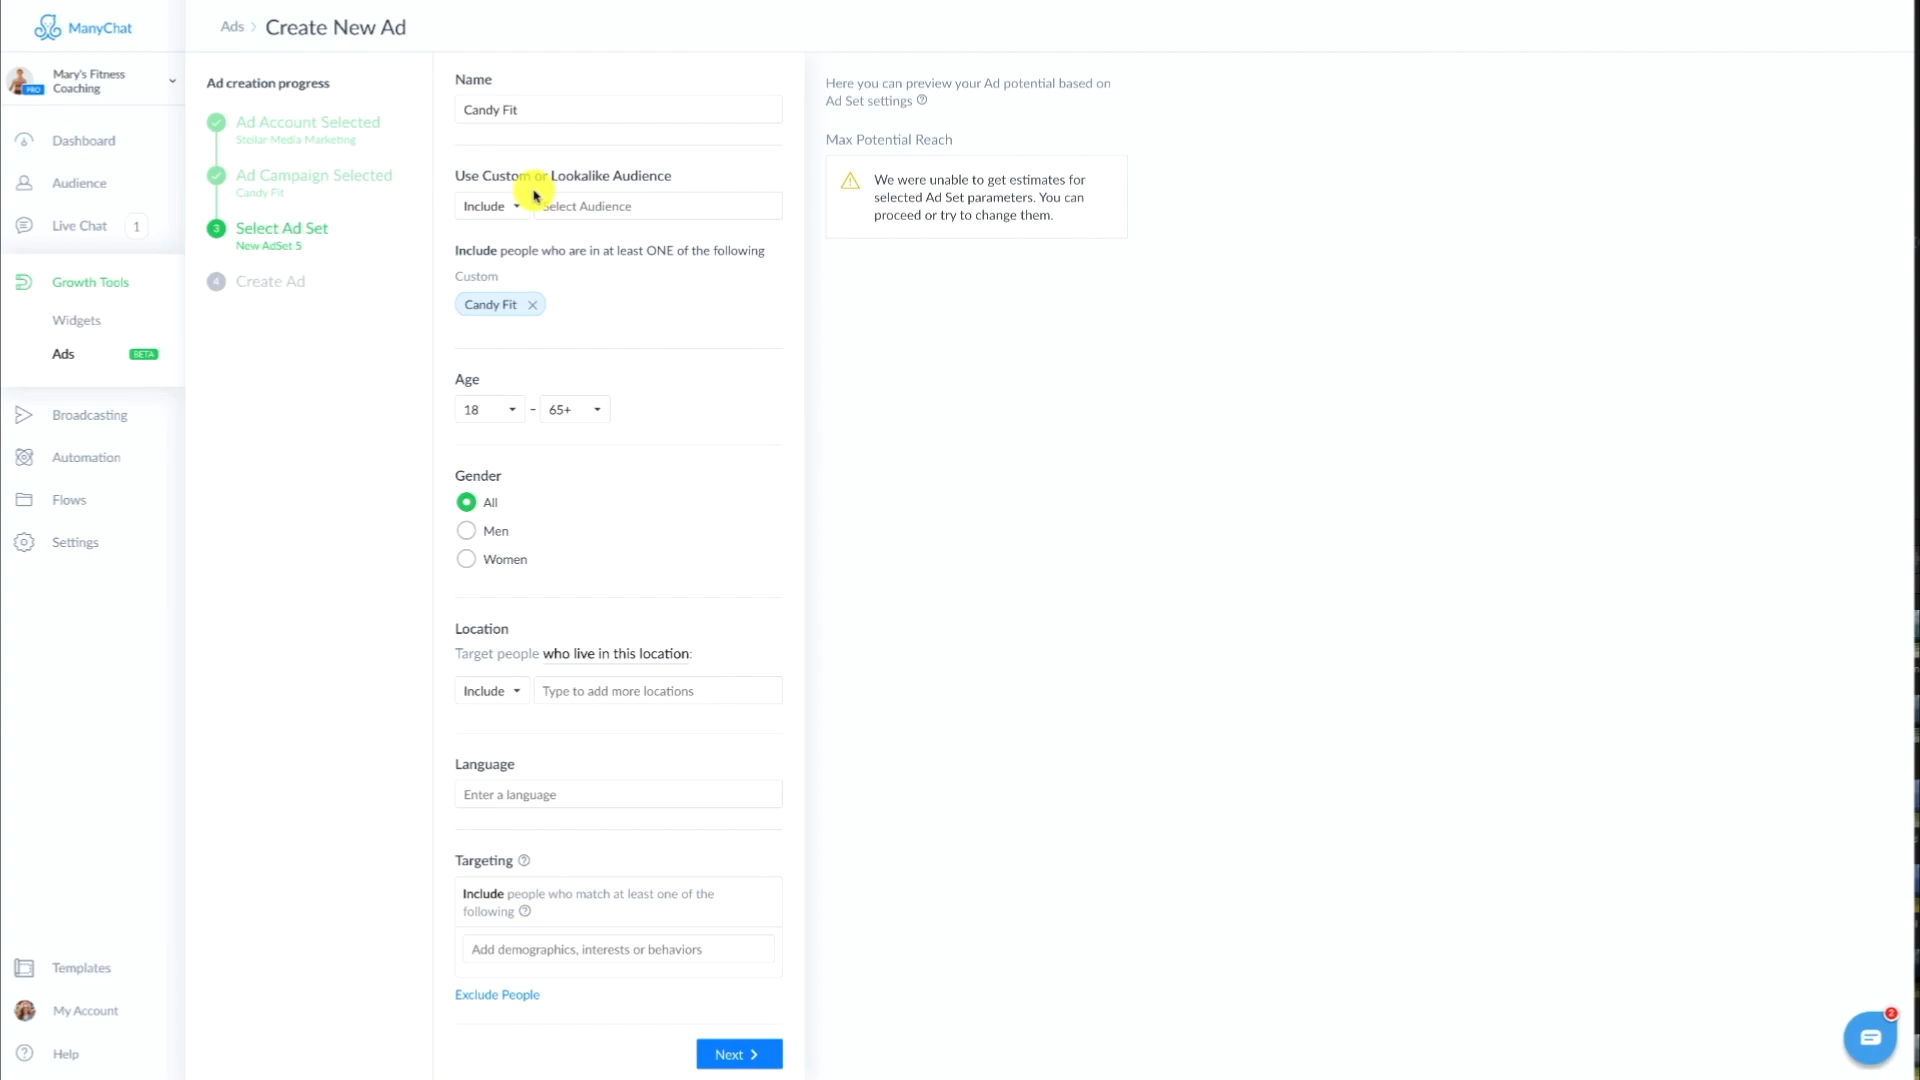 ManyChat
Ads > Create New Ad
Mary's Fitness
Coaching
PRO
Dashboard
Audience
Live Chat 1
Growth Tools
Widgets
Ads BETA
Broadcasting
Automation
Flows
Settings
Templates
My Account
Help
Ad creation progress
Ad Account Selected
Stellar Media Marketing
Ad Campaign Selected
Candy Fit
3 Select Ad Set
New AdSet 5
4 Create Ad
Name
Candy Fit
Use Custom or Lookalike Audience
Include Select Audience
Include people who are in at least ONE of the following
Custom
Candy Fit
Age
18 - 65+
Gender
All
Men
Women
Location
Target people who live in this location:
Include Type to add more locations
Language
Enter a language
Targeting ?
Include people who match at least one of the
following ?
Add demographics, interests or behaviors
Exclude People
Next >
Here you can preview your Ad potential based on
Ad Set settings ?
Max Potential Reach
We were unable to get estimates for
selected Ad Set parameters. You can
proceed or try to change them.
2